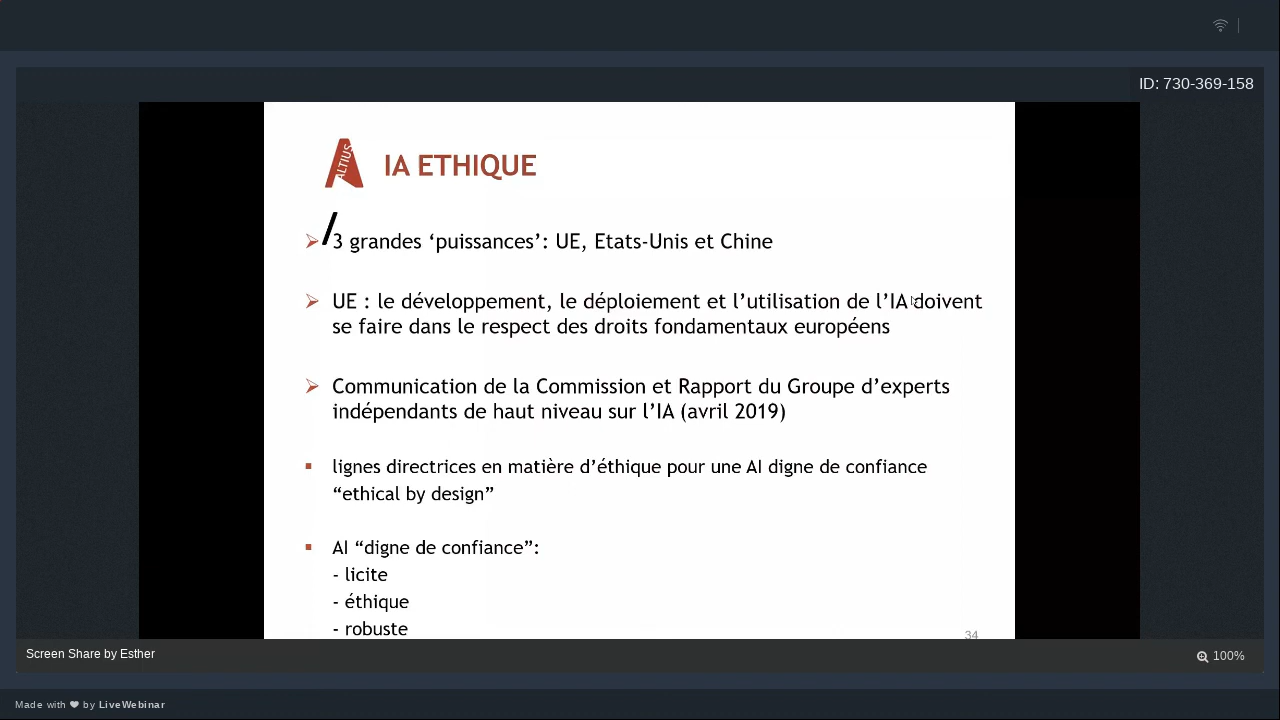 ID: 730-369-158
ALTIUS
IA ETHIQUE
3 grandes ‘puissances’: UE, Etats-Unis et Chine
UE : le développement, le déploiement et l’utilisation de l’IA doivent
se faire dans le respect des droits fondamentaux européens
Communication de la Commission et Rapport du Groupe d’experts
indépendants de haut niveau sur l’IA (avril 2019)
lignes directrices en matière d’éthique pour une AI digne de confiance
“ethical by design”
AI “digne de confiance”:
- licite
- éthique
- robuste
34
Screen Share by Esther
100%
Made with ❤ by LiveWebinar